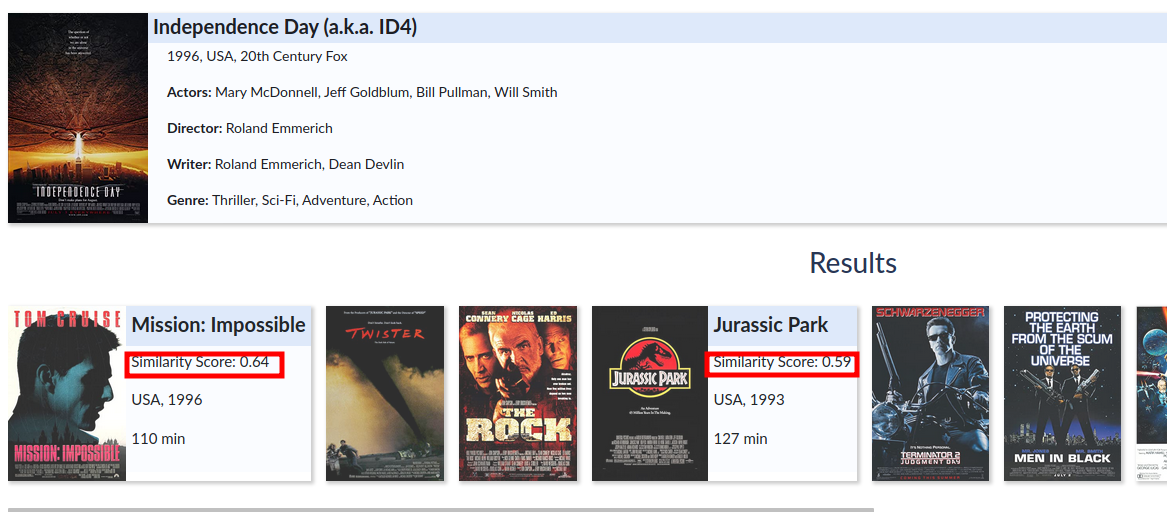 Independence Day (a.k.a. ID4)
1996, USA, 20th Century Fox
Actors: Mary McDonnell, Jeff Goldblum, Bill Pullman, Will Smith
Director: Roland Emmerich
Writer: Roland Emmerich, Dean Devlin
Genre: Thriller, Sci-Fi, Adventure, Action
INDEPENDENCE DAY
Results
TOM CRUISE
MISSION: IMPOSSIBLE
Mission: Impossible
Similarity Score: 0.64
USA, 1996
110 min
TWISTER
SEAN CONNERY
NICOLAS CAGE
ED HARRIS
THE
ROCK
JURASSIC PARK
Jurassic Park
Similarity Score: 0.59
USA, 1993
127 min
SCHWARZENEGGER
IT'S NOTHING PERSONAL.
TERMINATOR 2
JUDGMENT DAY
PROTECTING
THE EARTH
FROM THE SCUM
OF THE
UNIVERSE
MEN IN BLACK